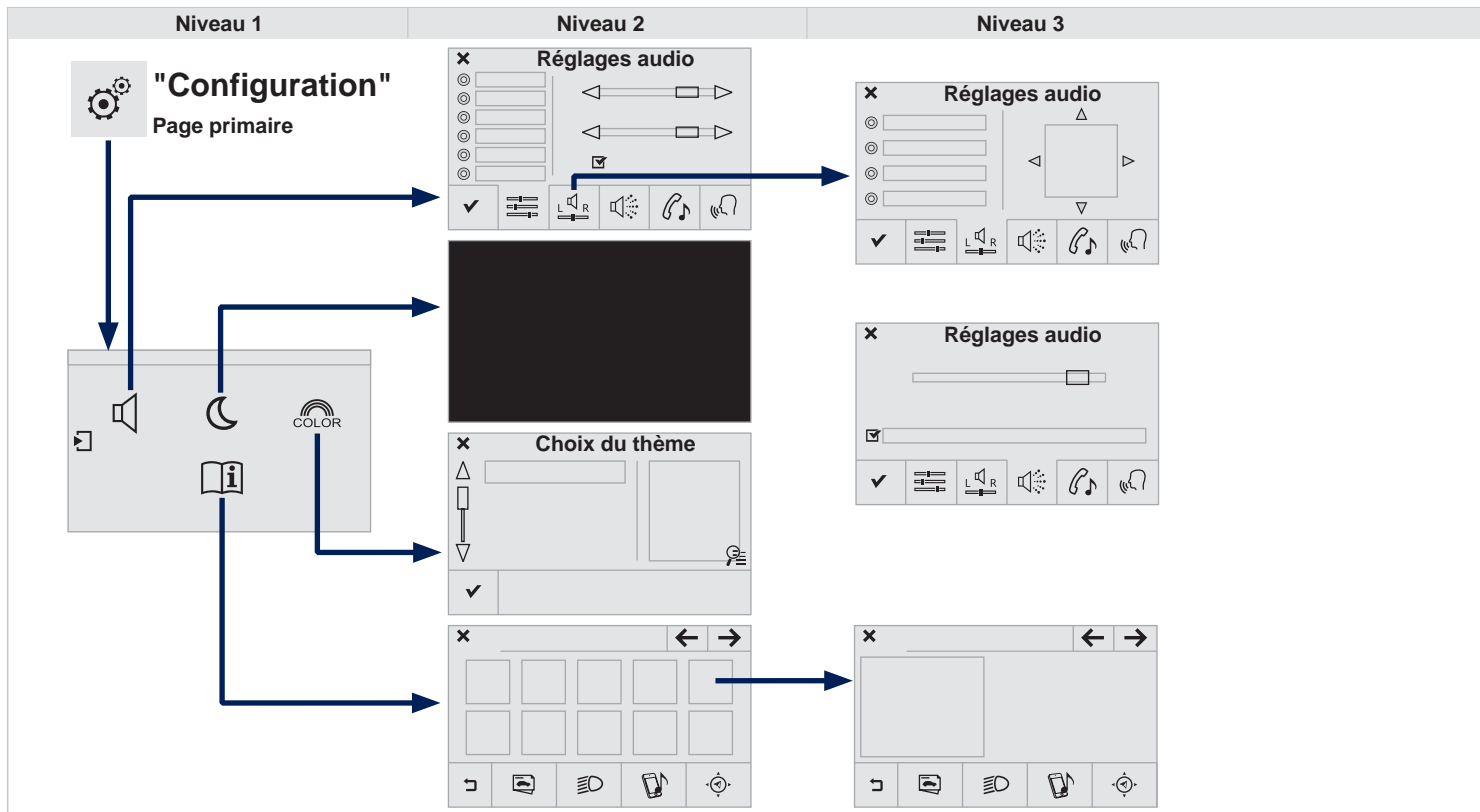 Niveau 1
Niveau 2
Niveau 3
"Configuration"
Page primaire
COLOR
Réglages audio
L R
Choix du thème
Réglages audio
L R
Réglages audio
L R